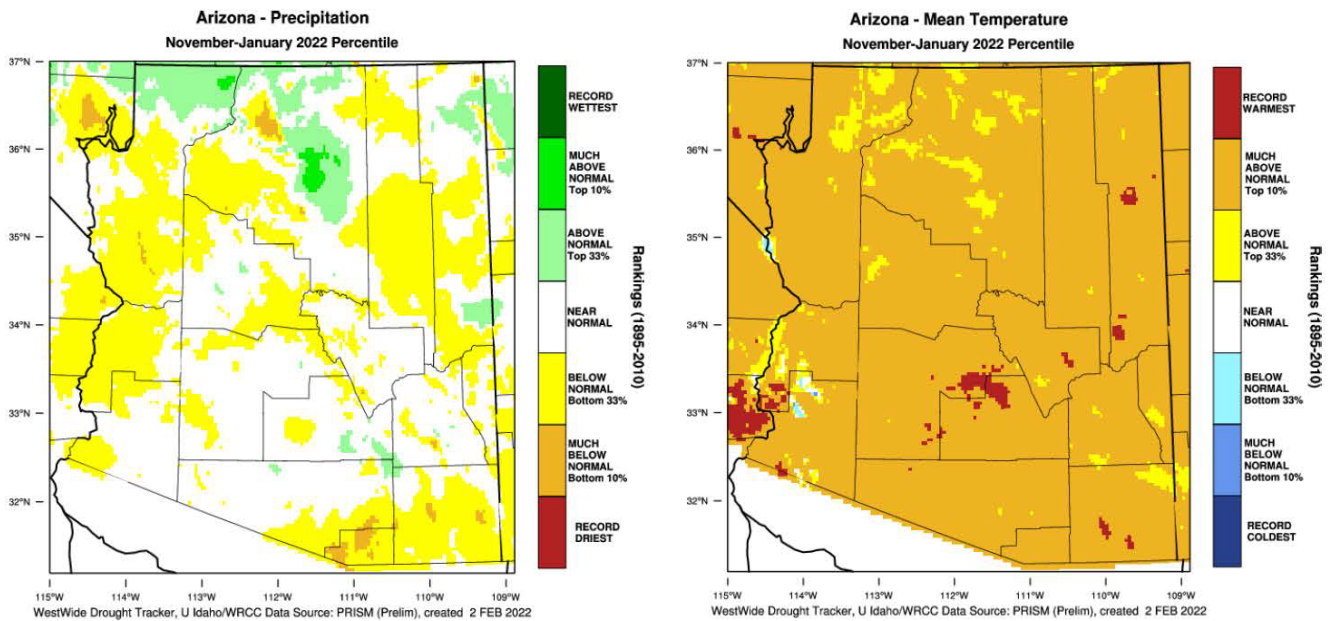 Arizona - Precipitation
November-January 2022 Percentile
37°N
36°N
35°N
34°N
33°N
32°N
115°W
114°W
113°W
112°W
111°W
110°W
109°W
RECORD
WETTEST
MUCH
ABOVE
NORMAL
Top 10%
ABOVE
NORMAL
Top 33%
NEAR
NORMAL
BELOW
NORMAL
Bottom 33%
MUCH
BELOW
NORMAL
Bottom 10%
RECORD
DRIEST
Rankings (1895-2010)
WestWide Drought Tracker, U Idaho/WRCC Data Source: PRISM (Prelim), created 2 FEB 2022
Arizona - Mean Temperature
November-January 2022 Percentile
37°N
36°N
35°N
34°N
33°N
32°N
115°W
114°W
113°W
112°W
111°W
110°W
109°W
RECORD
WARMEST
MUCH
ABOVE
NORMAL
Top 10%
ABOVE
NORMAL
Top 33%
NEAR
NORMAL
BELOW
NORMAL
Bottom 33%
MUCH
BELOW
NORMAL
Bottom 10%
RECORD
COLDEST
Rankings (1895-2010)
WestWide Drought Tracker, U Idaho/WRCC Data Source: PRISM (Prelim), created 2 FEB 2022